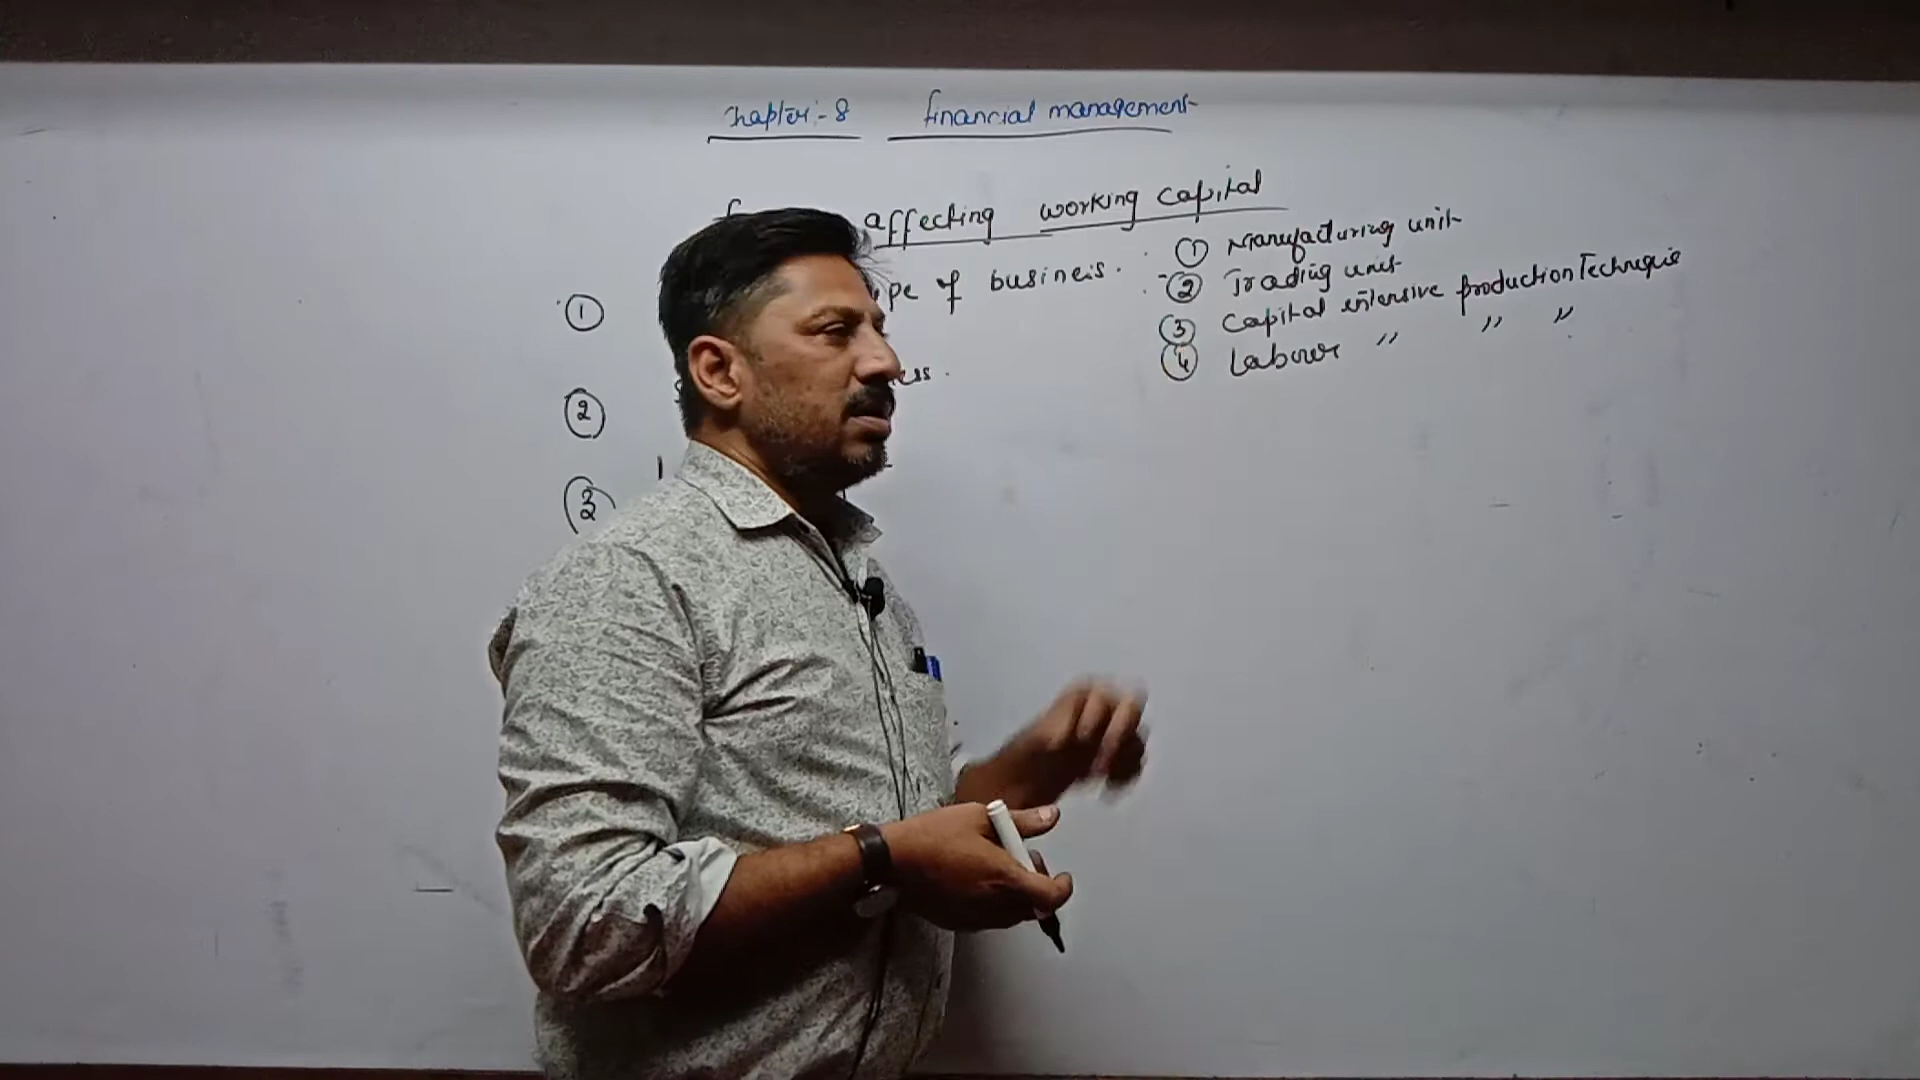 Chapter:- 8 financial management
affecting working capital
① of business.
① Manufacturing unit
② Trading unit
③ Capital intensive production Technique
④ Labour " " "
②
③